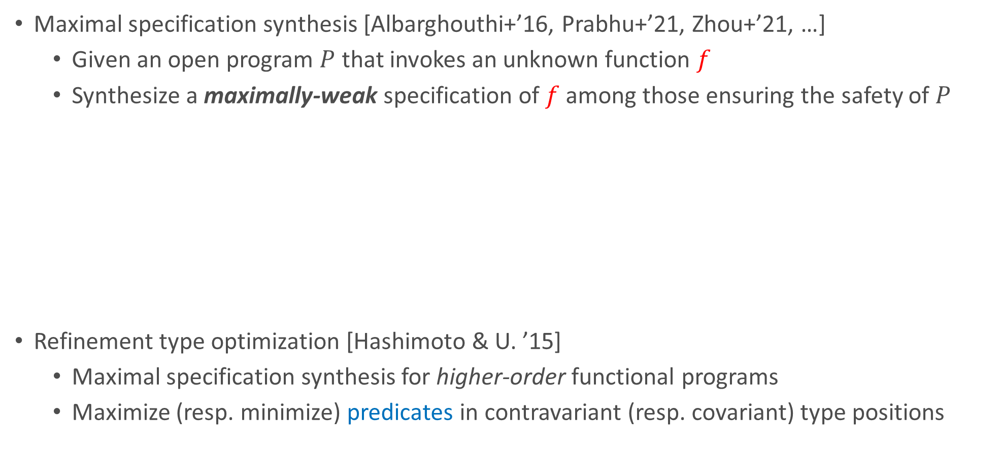 • Maximal specification synthesis [Albarghouthi+’16, Prabhu+’21, Zhou+’21, …]
• Given an open program P that invokes an unknown function f
• Synthesize a maximally-weak specification of f among those ensuring the safety of P
• Refinement type optimization [Hashimoto & U. ’15]
• Maximal specification synthesis for higher-order functional programs
• Maximize (resp. minimize) predicates in contravariant (resp. covariant) type positions